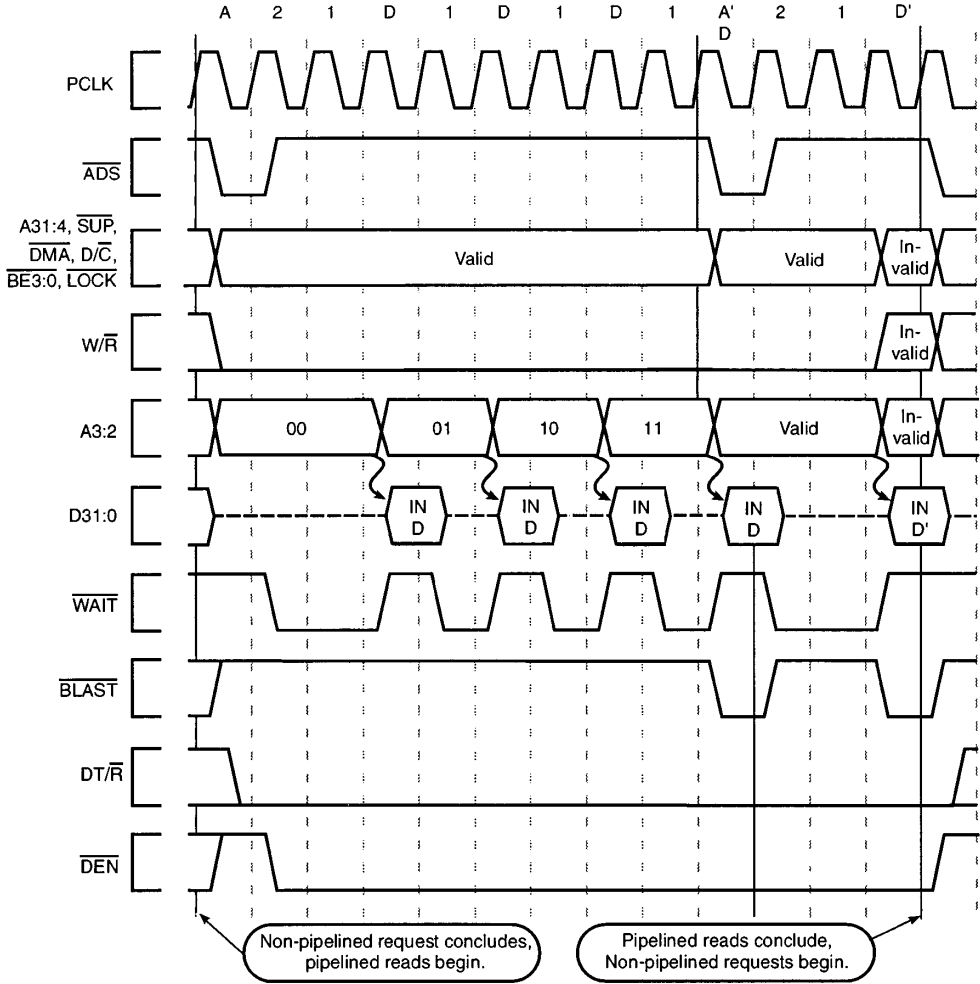 A 2 1 D 1 D 1 D 1 A' 2 1 D'
D
PCLK
ADS
A31:4, SUP,
DMA, D/C,
BE3:0, LOCK
Valid
Valid
In-
valid
W/R
In-
valid
A3:2
00
01
10
11
Valid
In-
valid
D31:0
IN
D
IN
D
IN
D
IN
D
IN
D'
WAIT
BLAST
DT/R
DEN
Non-pipelined request concludes,
pipelined reads begin.
Pipelined reads conclude,
Non-pipelined requests begin.